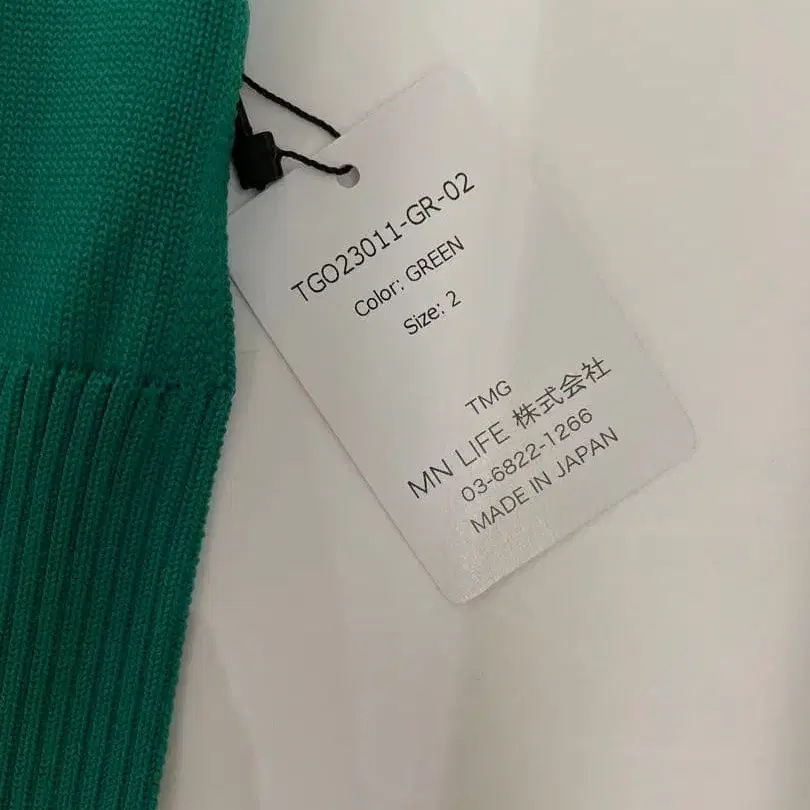 TGO23011-GR-02
Color: GREEN
Size: 2
TMG
MN LIFE 株式会社
03-6822-1266
MADE IN JAPAN